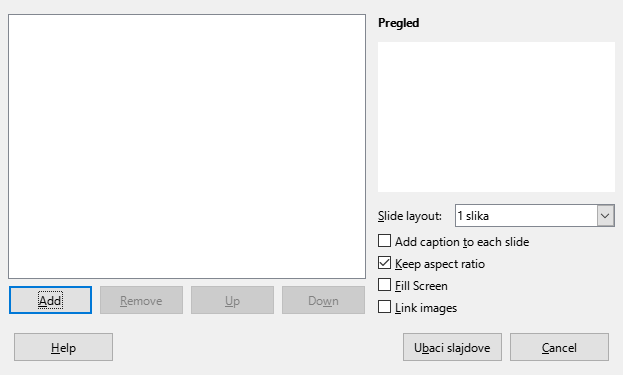 Pregled
Slide layout: 1 slika
Add caption to each slide
Keep aspect ratio
Fill Screen
Link images
Add Remove Up Down
Help Ubaci slajdove Cancel